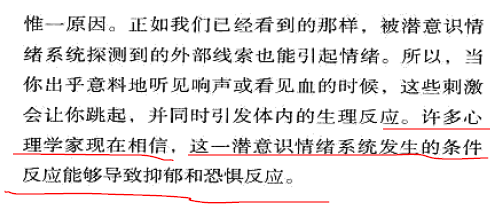 惟一原因。正如我们已经看到的那样，被潜意识情
绪系统探测到的外部线索也能引起情绪。所以，当
你出乎意料地听见响声或看见血的时候，这些刺激
会让你跳起，并同时引发体内的生理反应。许多心
理学家现在相信，这一潜意识情绪系统发生的条件
反应能够导致抑郁和恐惧反应。